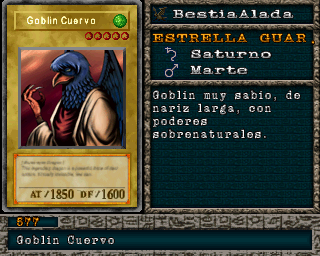 Goblin Cuervo
AT/1850 DF/1600
BestiaAlada
ESTRELLA GUAR.
Saturno
Marte
Goblin muy sabio, de
nariz larga, con
poderes
sobrenaturales.
577
Goblin Cuervo